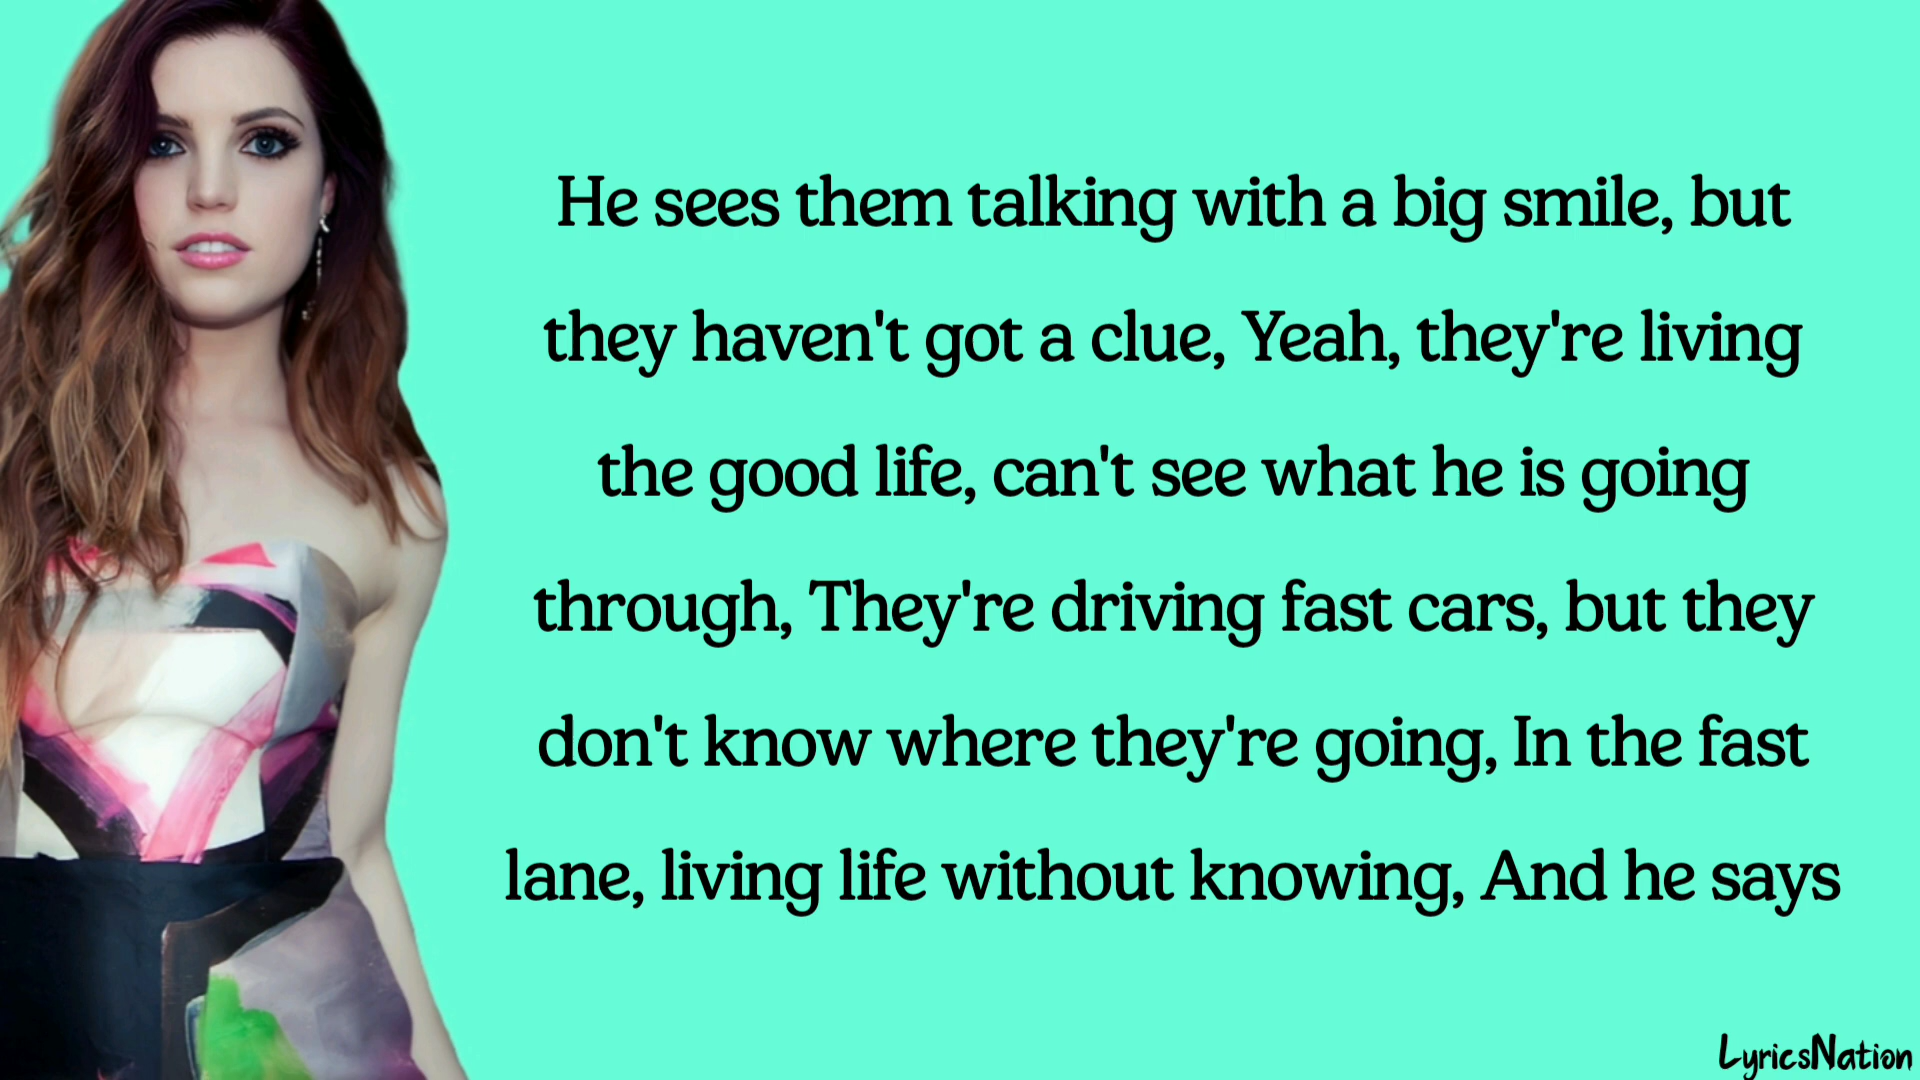 He sees them talking with a big smile, but
they haven't got a clue, Yeah, they're living
the good life, can't see what he is going
through, They're driving fast cars, but they
don't know where they're going, In the fast
lane, living life without knowing, And he says
LyricsNation